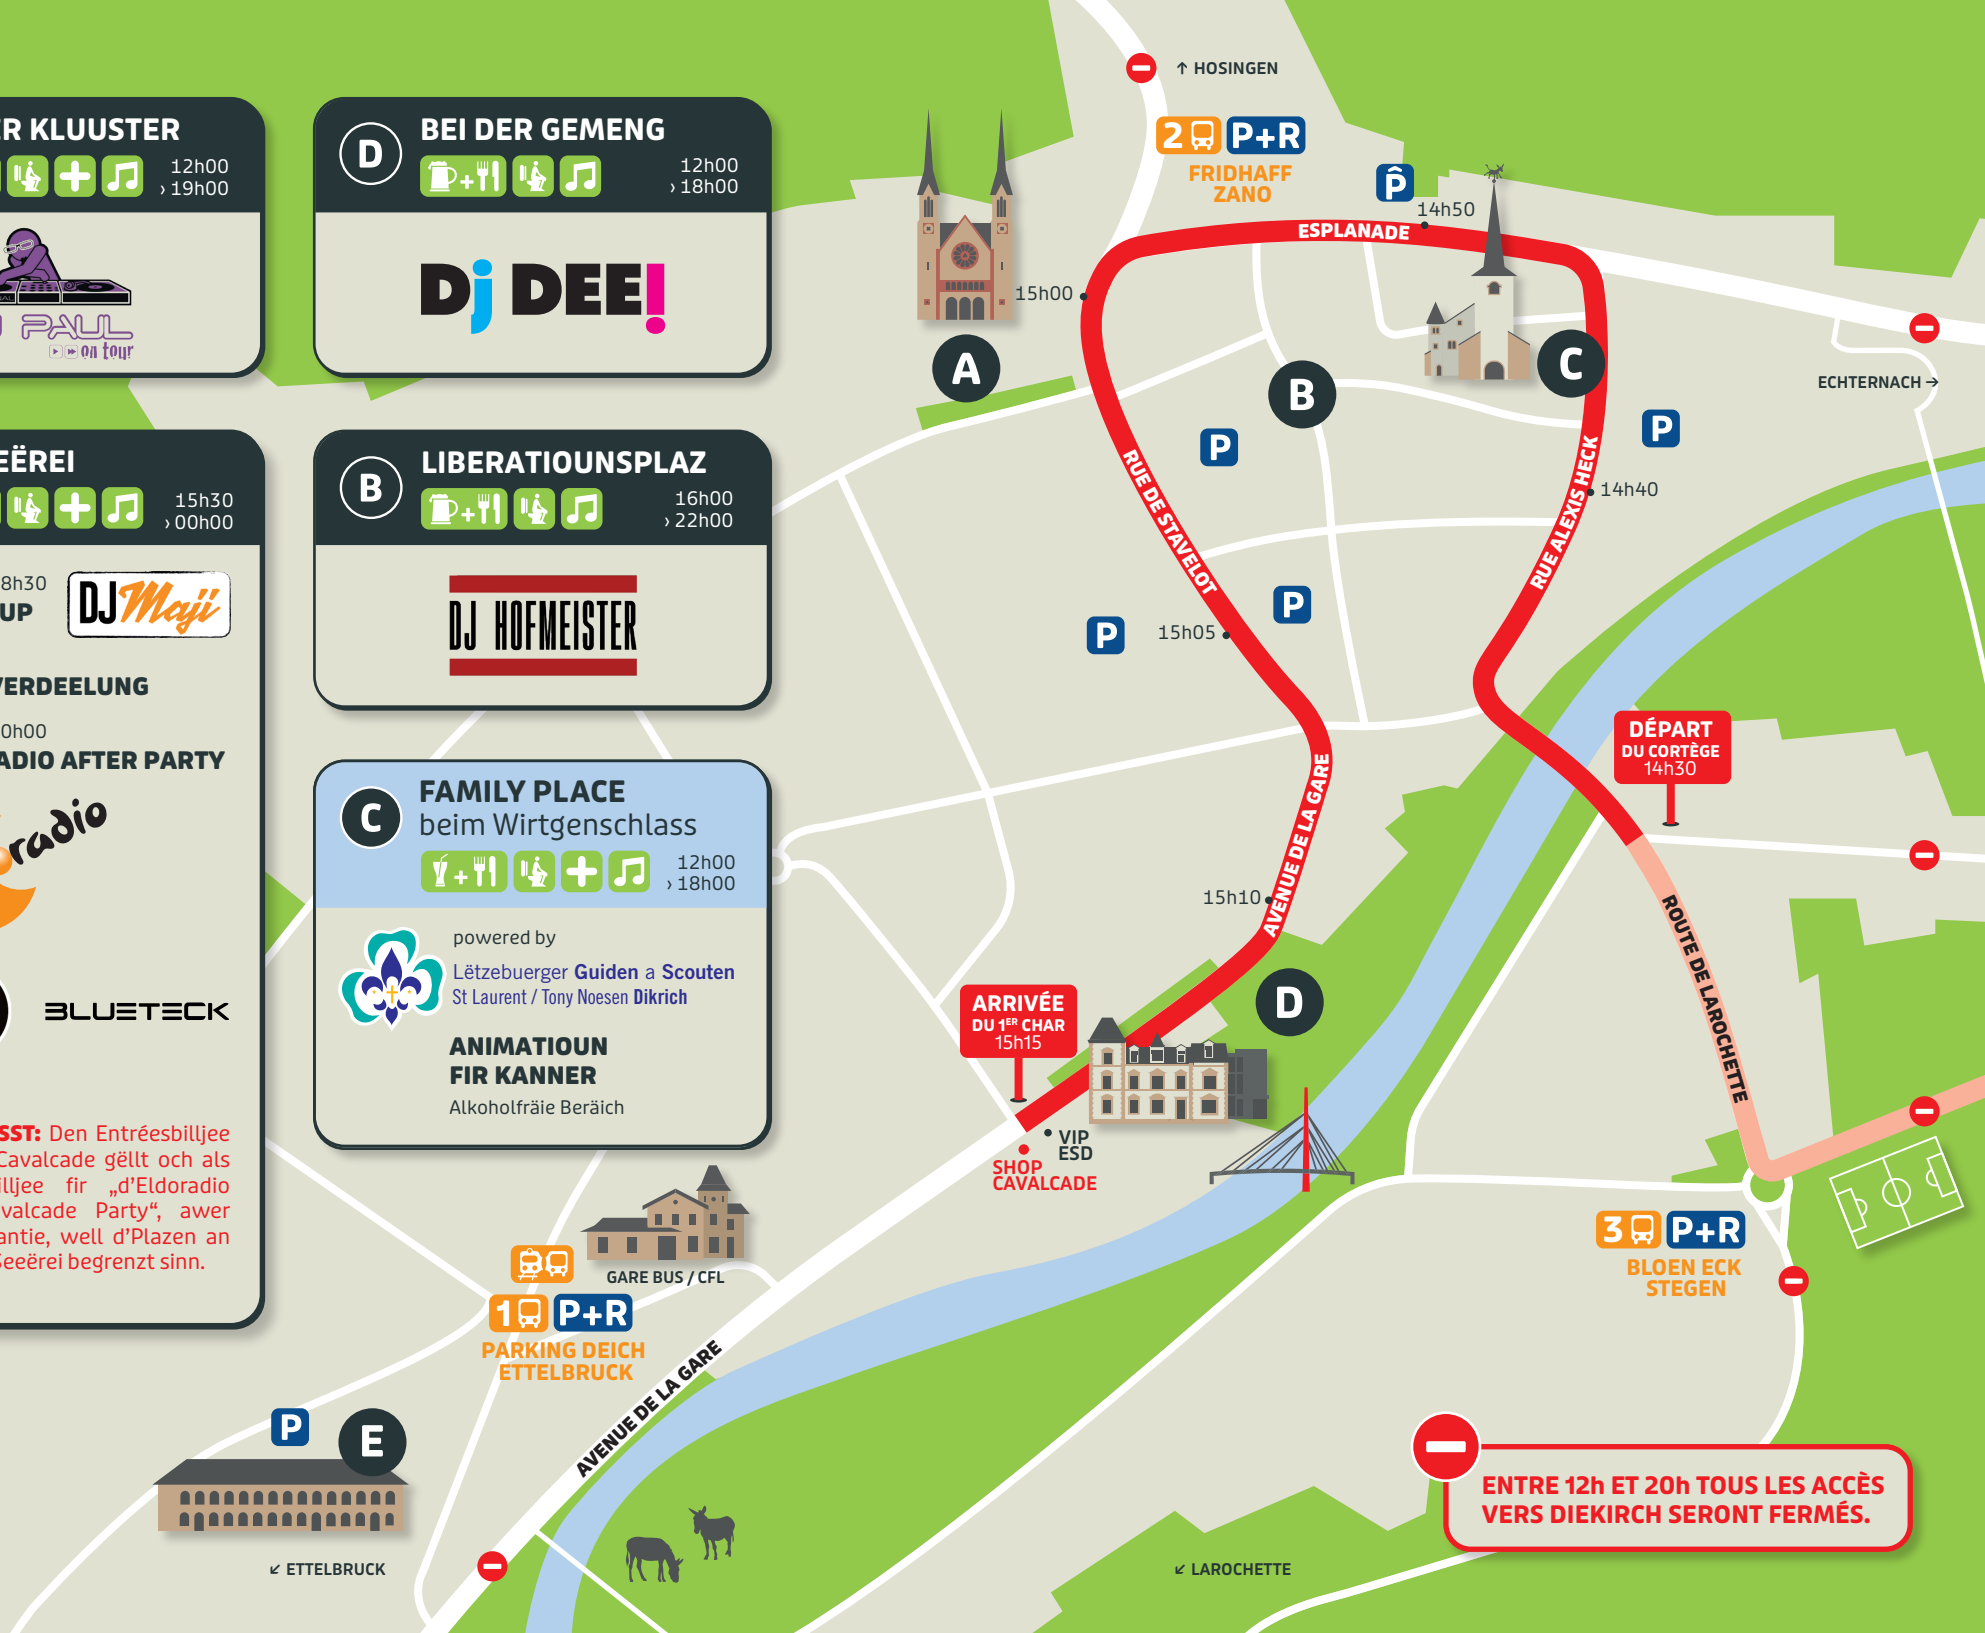 ER KLUUSTER
12h00
› 19h00
PAUL
on tour
D
BEI DER GEMENG
12h00
› 18h00
Dj DEE!
EËREI
15h30
› 00h00
8h30
UP
DJ Maji
VERDEELUNG
0h00
ADIO AFTER PARTY
radio
BLUETECK
SST: Den Entréesbilljee
Cavalcade gëllt och als
illjee fir „d'Eldoradio
valcade Party“, awer
antie, well d'Plazen an
Seeërei begrenzt sinn.
B
LIBERATIOUNSPLAZ
16h00
› 22h00
DJ HOFMEISTER
C
FAMILY PLACE
beim Wirtgenschlass
12h00
› 18h00
powered by
Lëtzebuerger Guiden a Scouten
St Laurent / Tony Noesen Dikrich
ANIMATIOUN
FIR KANNER
Alkoholfräie Beräich
↑ HOSINGEN
2 P+R
FRIDHAFF
ZANO
P
14h50
ESPLANADE
15h00
A
B
C
ECHTERNACH →
P
P
RUE DE STAVELOT
RUE ALEXIS HECK
14h40
P
P
15h05
DÉPART
DU CORTÈGE
14h30
AVENUE DE LA GARE
15h10
ROUTE DE LAROCHETTE
D
ARRIVÉE
DU 1ER CHAR
15h15
VIP
ESD
SHOP
CAVALCADE
GARE BUS / CFL
1 P+R
PARKING DEICH
ETTELBRUCK
3 P+R
BLOEN ECK
STEGEN
AVENUE DE LA GARE
P
E
↙ ETTELBRUCK
↙ LAROCHETTE
ENTRE 12h ET 20h TOUS LES ACCÈS
VERS DIEKIRCH SERONT FERMÉS.